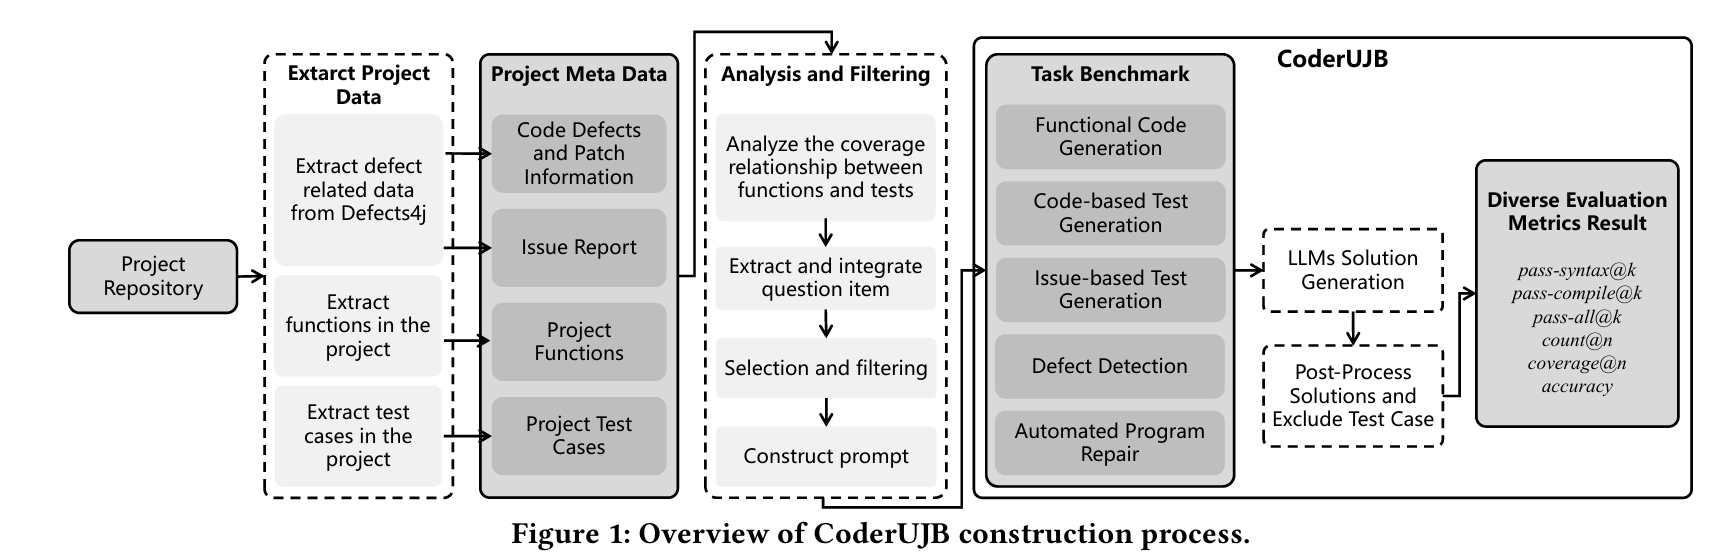 Project
Repository
Extarct Project
Data
Extract defect
related data
from Defects4j
Extract
functions in the
project
Extract test
cases in the
project
Project Meta Data
Code Defects
and Patch
Information
Issue Report
Project
Functions
Project Test
Cases
Analysis and Filtering
Analyze the coverage
relationship between
functions and tests
Extract and integrate
question item
Selection and filtering
Construct prompt
CoderUJB
Task Benchmark
Functional Code
Generation
Code-based Test
Generation
Issue-based Test
Generation
Defect Detection
Automated Program
Repair
LLMs Solution
Generation
Post-Process
Solutions and
Exclude Test Case
Diverse Evaluation
Metrics Result
pass-syntax@k
pass-compile@k
pass-all@k
count@n
coverage@n
accuracy
Figure 1: Overview of CoderUJB construction process.